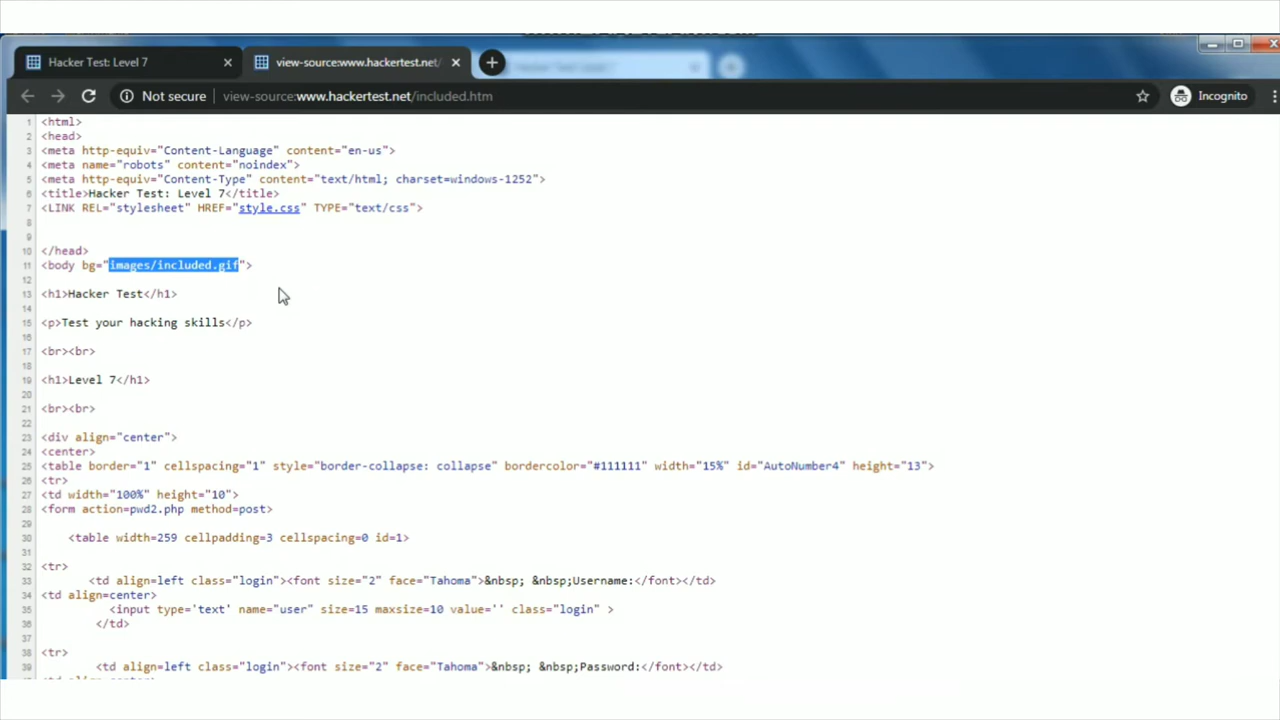 Hacker Test: Level 7
view-source:www.hackertest.net/
Not secure
view-source:www.hackertest.net/included.htm
Incognito
1 <html>
2 <head>
3 <meta http-equiv="Content-Language" content="en-us">
4 <meta name="robots" content="noindex">
5 <meta http-equiv="Content-Type" content="text/html; charset=windows-1252">
6 <title>Hacker Test: Level 7</title>
7 <LINK REL="stylesheet" HREF="style.css" TYPE="text/css">
8
9
10 </head>
11 <body bg="images/included.gif">
12
13 <h1>Hacker Test</h1>
14
15 <p>Test your hacking skills</p>
16
17 <br><br>
18
19 <h1>Level 7</h1>
20
21 <br><br>
22
23 <div align="center">
24 <center>
25 <table border="1" cellspacing="1" style="border-collapse: collapse" bordercolor="#111111" width="15%" id="AutoNumber4" height="13">
26 <tr>
27 <td width="100%" height="10">
28 <form action=pwd2.php method=post>
29
30 <table width=259 cellpadding=3 cellspacing=0 id=1>
31
32 <tr>
33 <td align=left class="login"><font size="2" face="Tahoma">&nbsp; &nbsp;Username:</font></td>
34 <td align=center>
35 <input type='text' name="user" size=15 maxsize=10 value='' class="login" >
36 </td>
37
38 <tr>
39 <td align=left class="login"><font size="2" face="Tahoma">&nbsp; &nbsp;Password:</font></td>